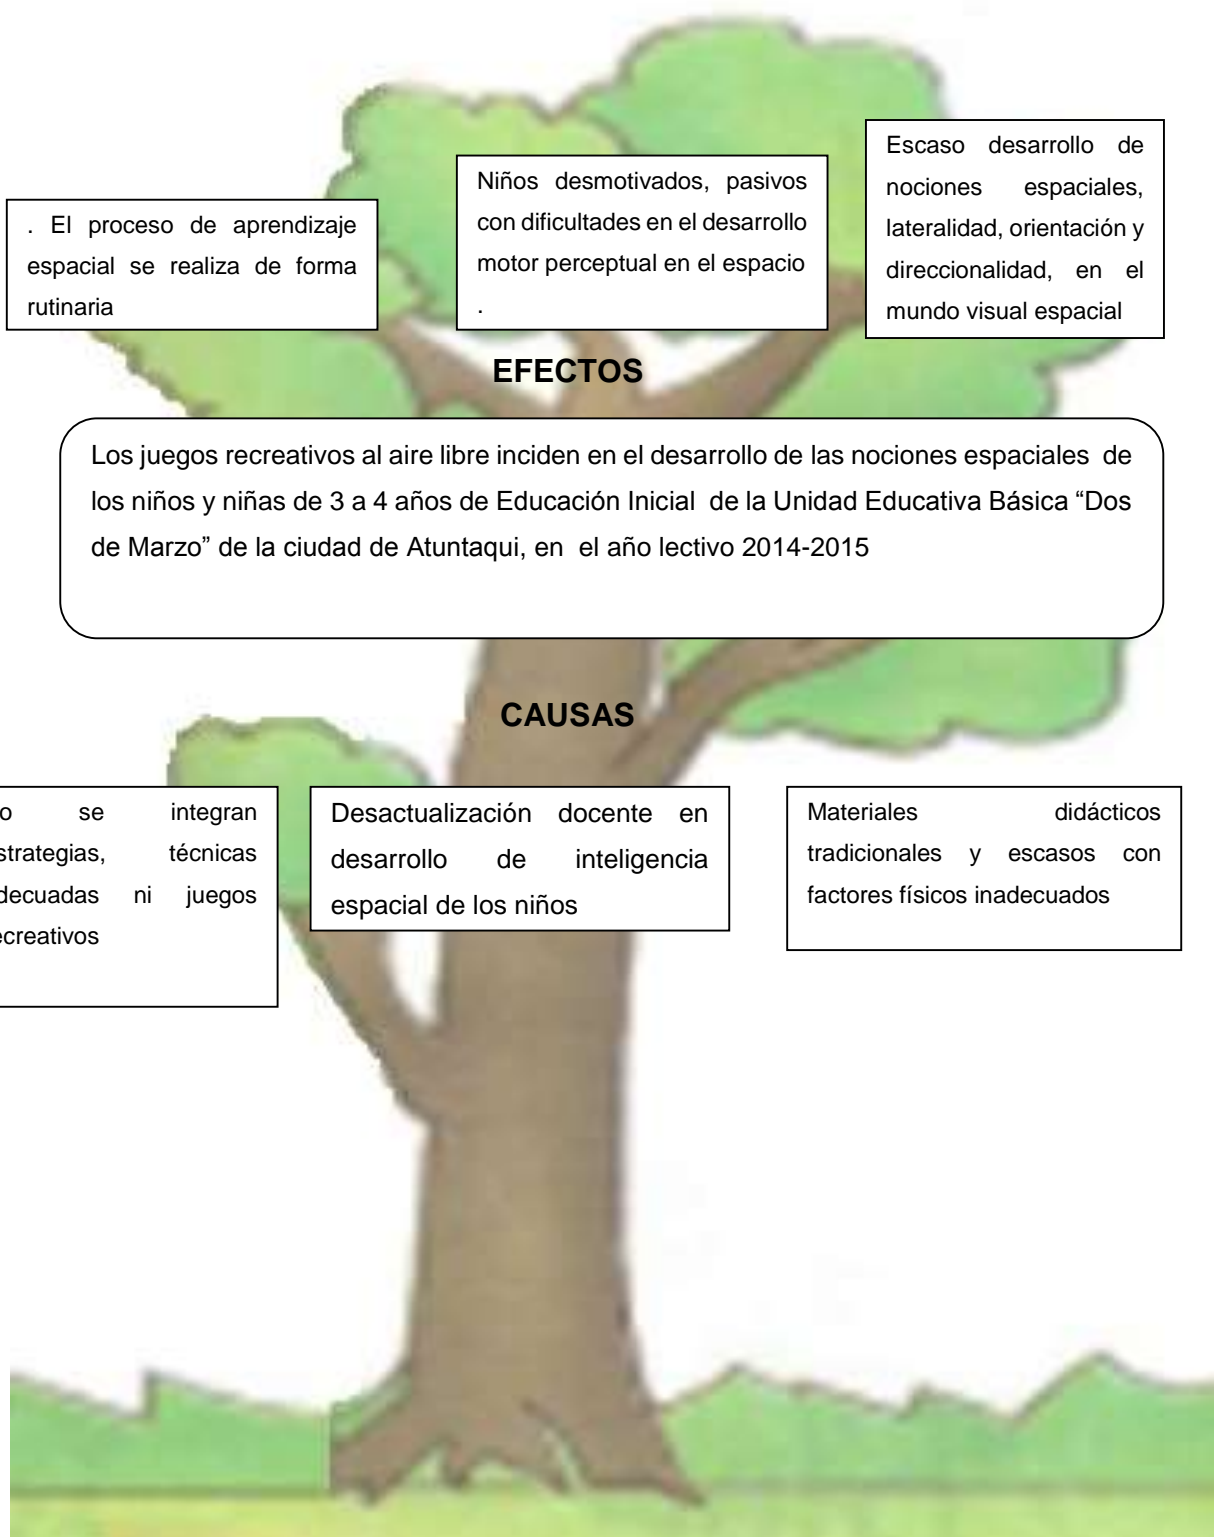 . El proceso de aprendizaje
espacial se realiza de forma
rutinaria
Niños desmotivados, pasivos
con dificultades en el desarrollo
motor perceptual en el espacio
.
Escaso desarrollo de
nociones espaciales,
lateralidad, orientación y
direccionalidad, en el
mundo visual espacial
EFECTOS
Los juegos recreativos al aire libre inciden en el desarrollo de las nociones espaciales de
los niños y niñas de 3 a 4 años de Educación Inicial de la Unidad Educativa Básica “Dos
de Marzo” de la ciudad de Atuntaqui, en el año lectivo 2014-2015
CAUSAS
o se integran
strategias, técnicas
decuadas ni juegos
ecreativos
Desactualización docente en
desarrollo de inteligencia
espacial de los niños
Materiales didácticos
tradicionales y escasos con
factores físicos inadecuados